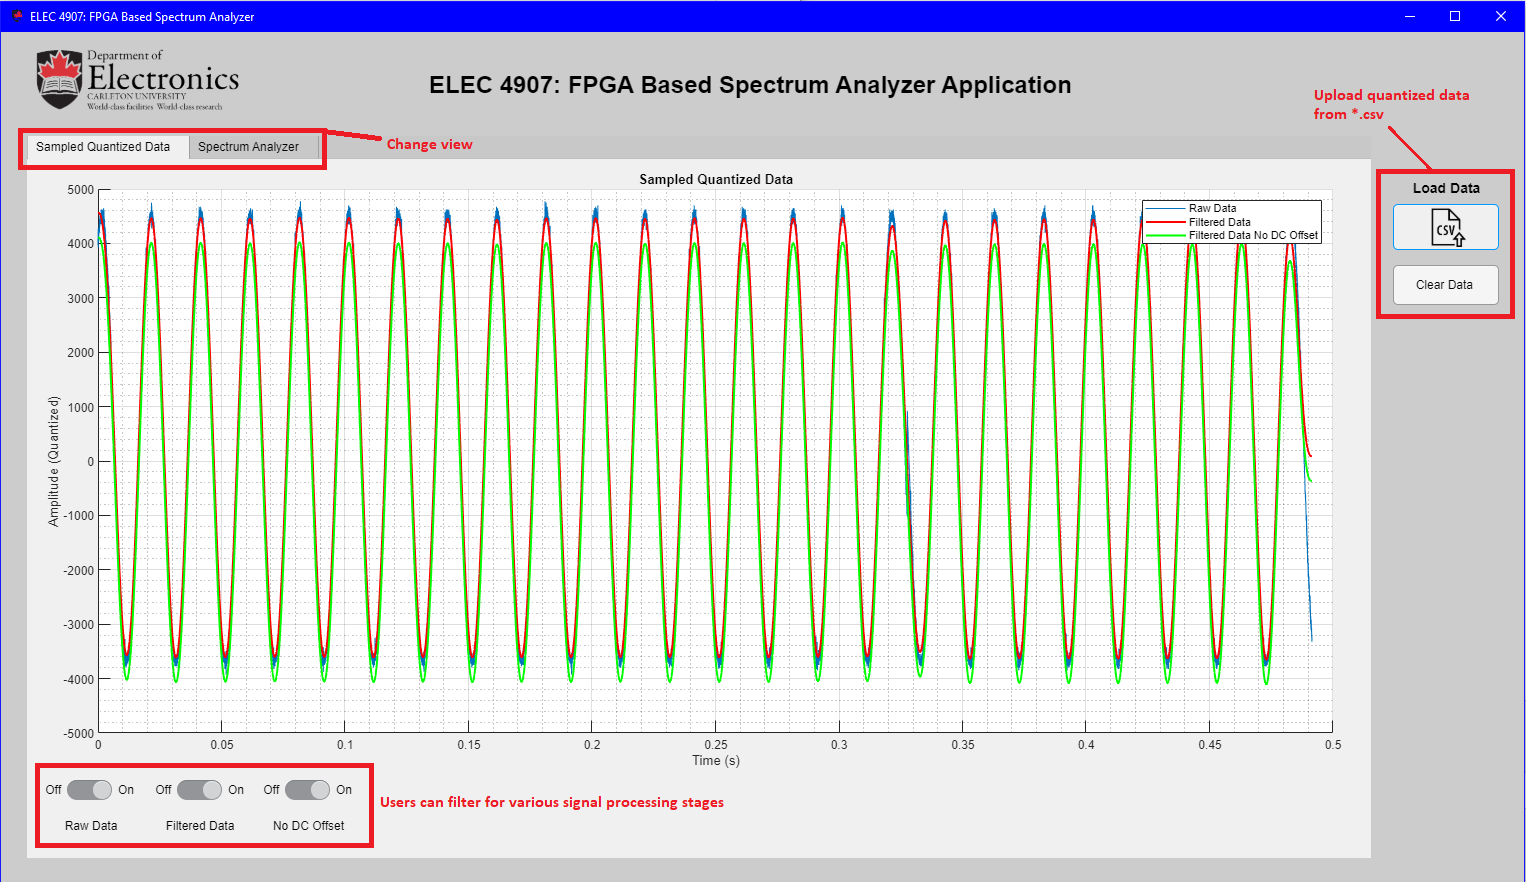 ELEC 4907: FPGA Based Spectrum Analyzer
Department of
Electronics
CARLETON UNIVERSITY
World-class facilities World-class research
ELEC 4907: FPGA Based Spectrum Analyzer Application
Upload quantized data
from *.csv
Sampled Quantized Data
Spectrum Analyzer
Change view
Load Data
CSV
Clear Data
Sampled Quantized Data
Raw Data
Filtered Data
Filtered Data No DC Offset
Amplitude (Quantized)
5000
4000
3000
2000
1000
0
-1000
-2000
-3000
-4000
-5000
0 0.05 0.1 0.15 0.2 0.25 0.3 0.35 0.4 0.45 0.5
Time (s)
Off On Off On Off On
Raw Data Filtered Data No DC Offset
Users can filter for various signal processing stages